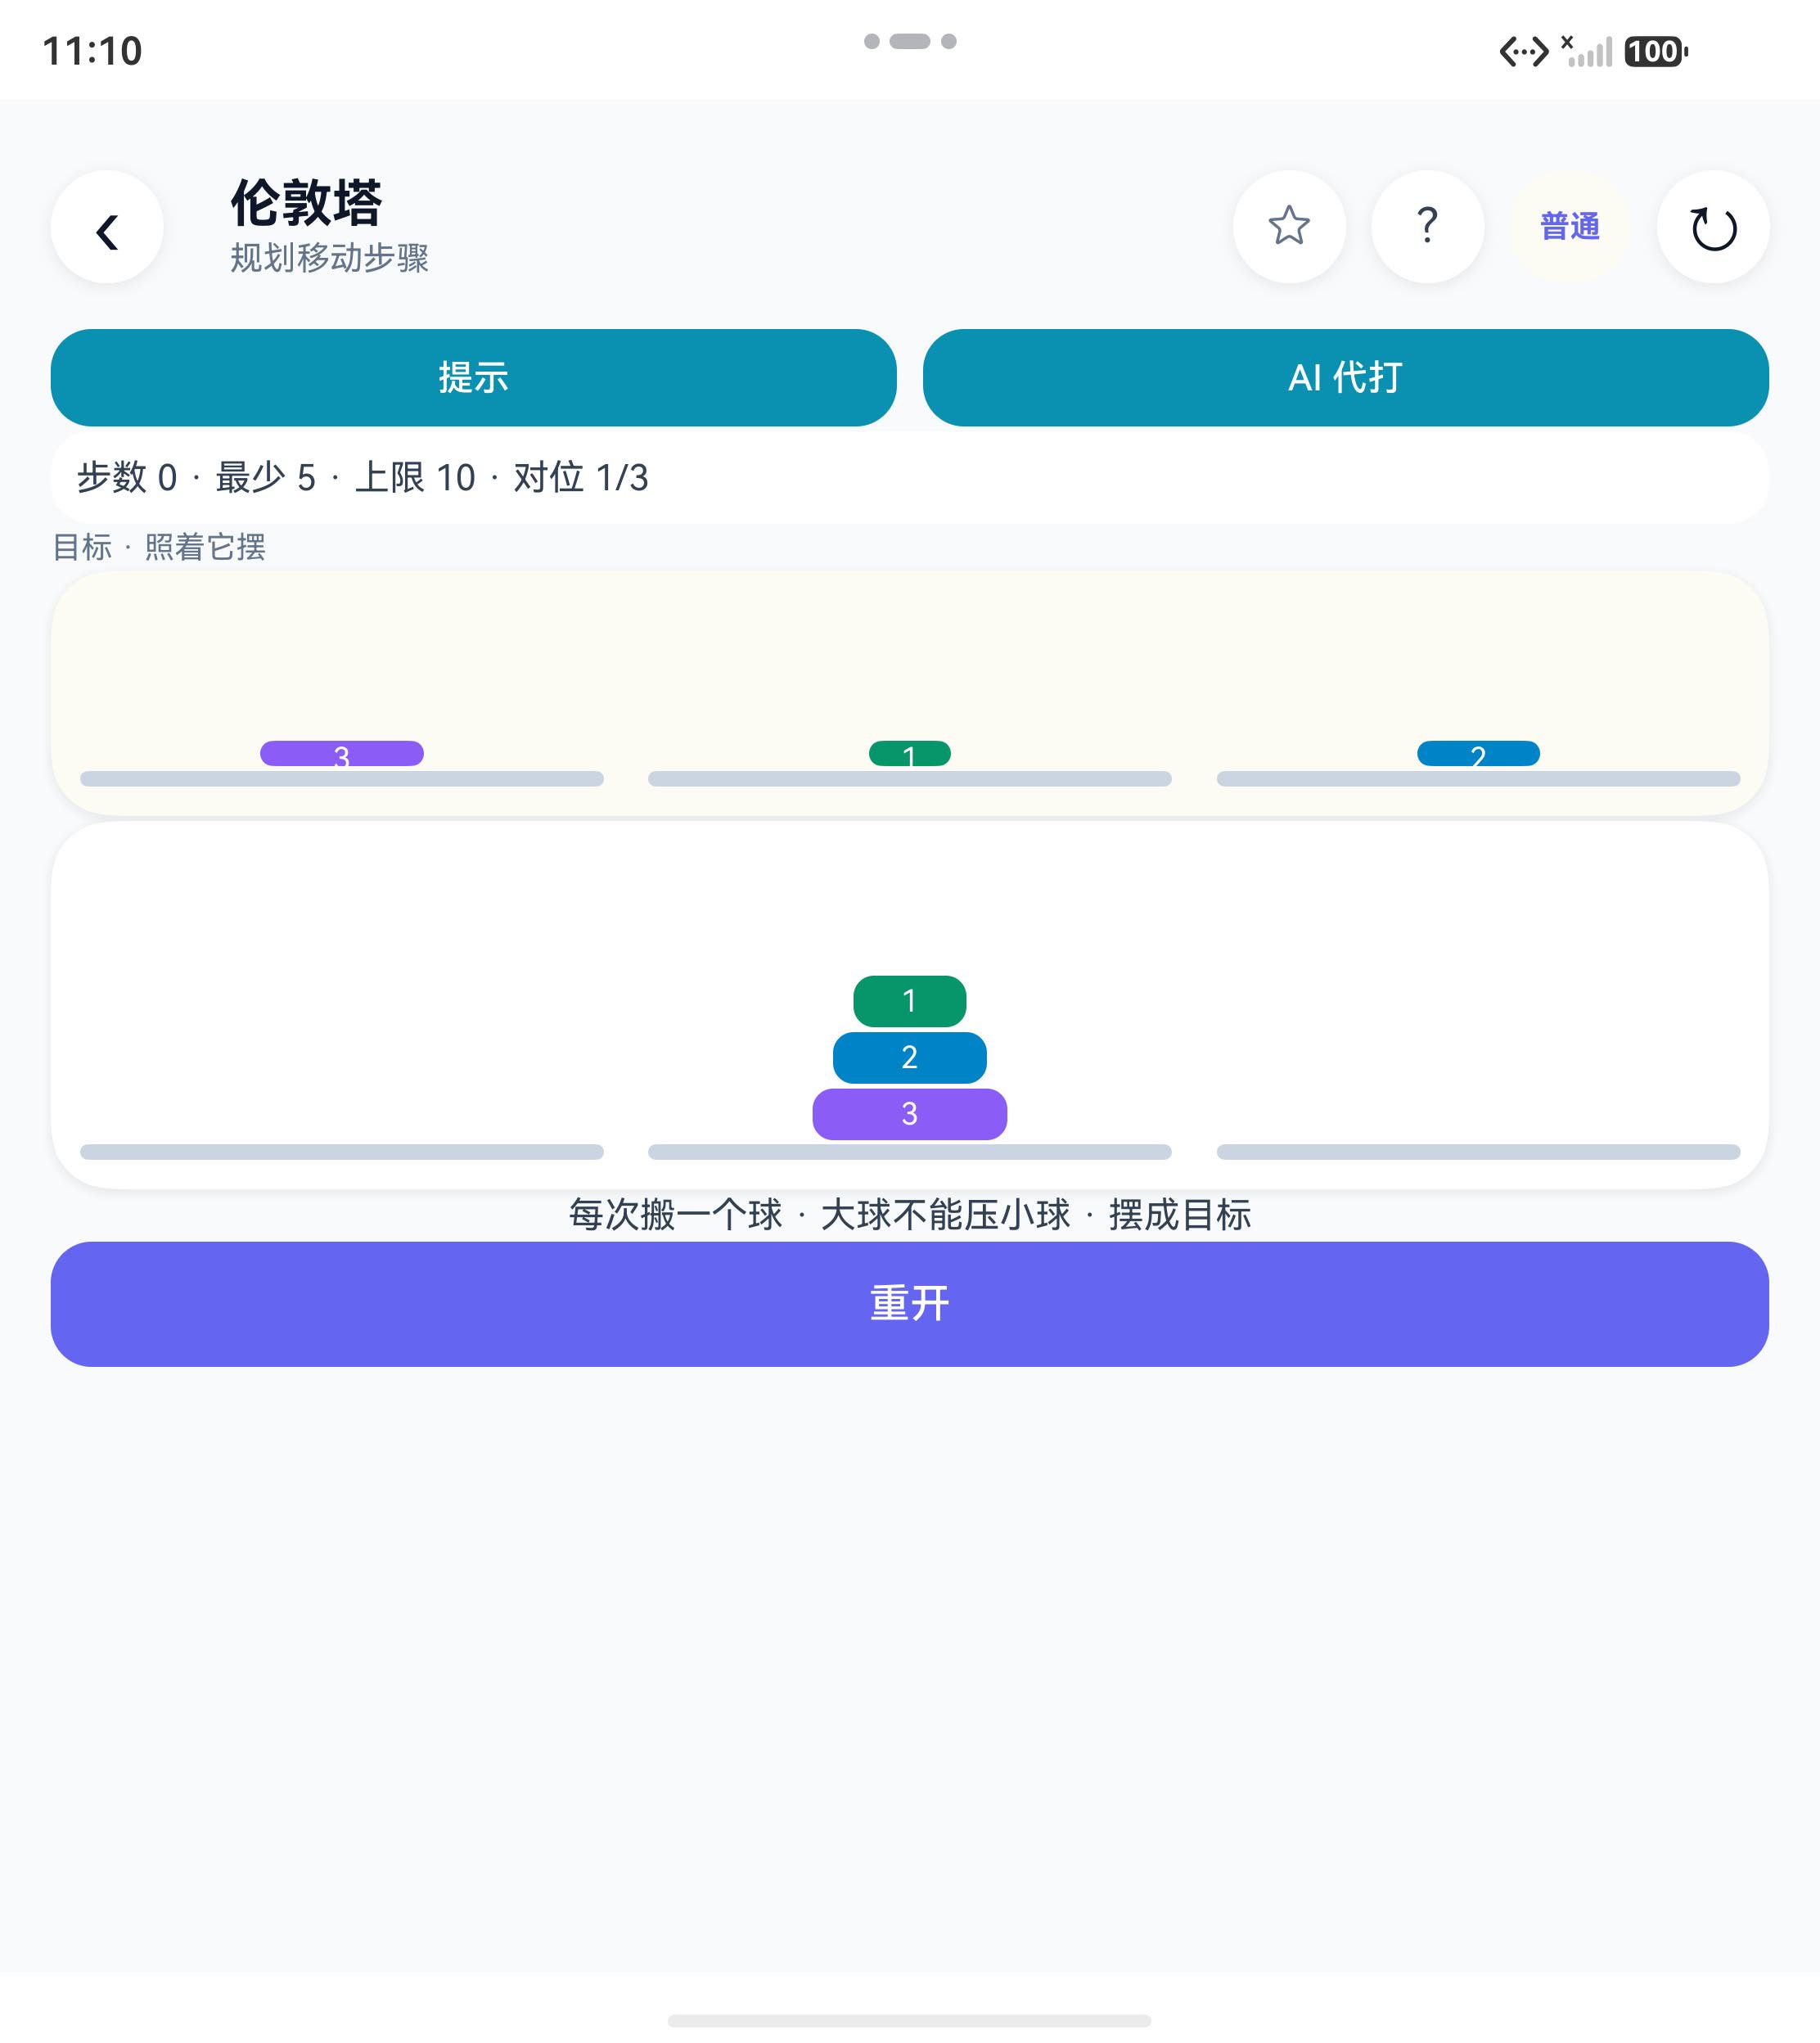 11:10
100
伦敦塔
规划移动步骤
?
普通
提示
AI 代打
步数 0 · 最少 5 · 上限 10 · 对位 1/3
目标 · 照着它摆
3
1
2
1
2
3
每次搬一个球 · 大球不能压小球 · 摆成目标
重开